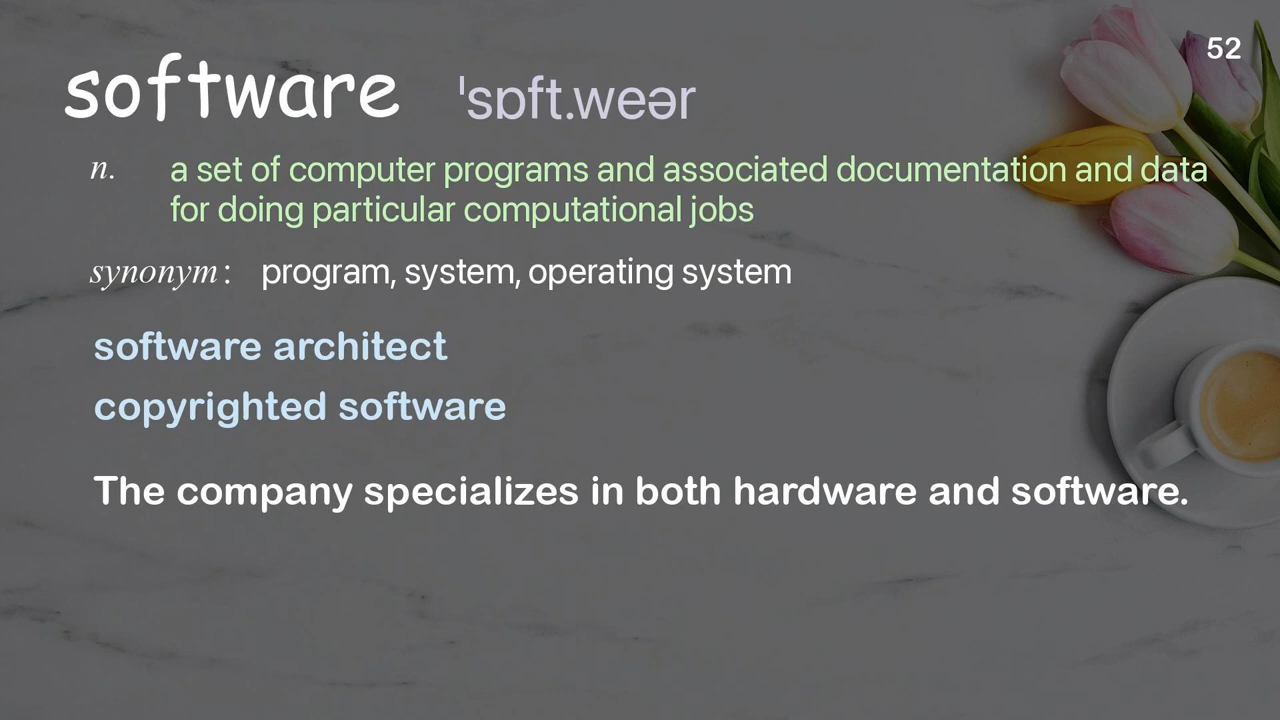 52
software ˈsɒft.weər
n. a set of computer programs and associated documentation and data
for doing particular computational jobs
synonym: program, system, operating system
software architect
copyrighted software
The company specializes in both hardware and software.